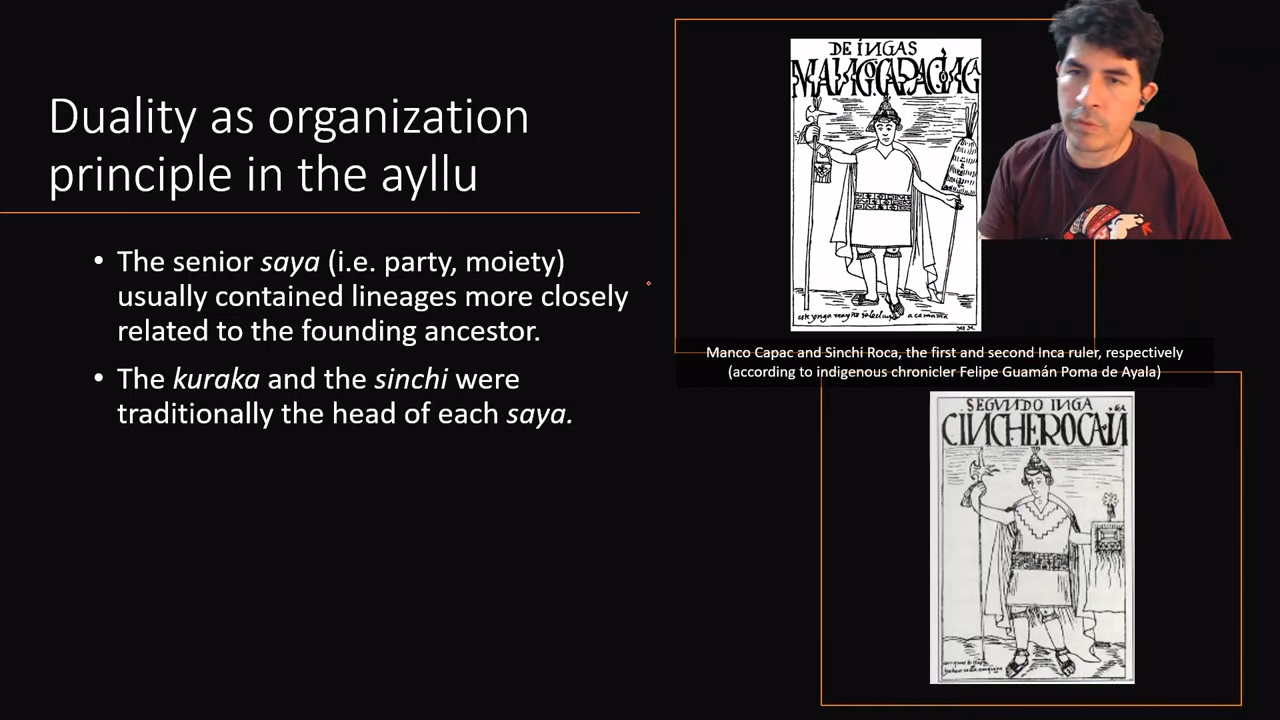 Duality as organization
principle in the ayllu
• The senior saya (i.e. party, moiety)
usually contained lineages more closely
related to the founding ancestor.
• The kuraka and the sinchi were
traditionally the head of each saya.
DE ÍNGAS
Manco Capac and Sinchi Roca, the first and second Inca ruler, respectively
(according to indigenous chronicler Felipe Guamán Poma de Ayala)
SEGVNDO INGA